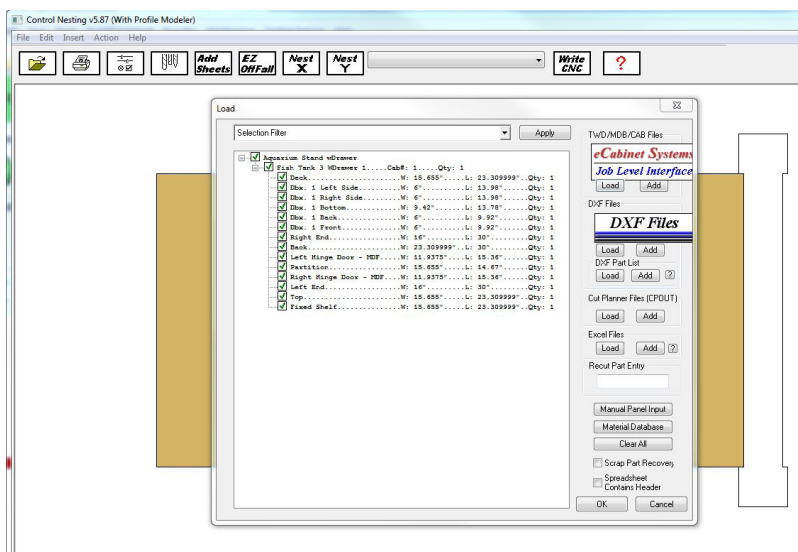 Control Nesting v5.87 (With Profile Modeler)
File Edit Insert Action Help
Add Sheets
EZ OffFall
Nest X
Nest Y
Write CNC
?
Load
Selection Filter
Apply
Aquarium Stand wDrawer
Fish Tank 3 WDrawer 1.....Cab#: 1.....Qty: 1
Deck....................W: 15.655".....L: 23.309999"..Qty: 1
Dbx. 1 Left Side..........W: 6".........L: 13.98"......Qty: 1
Dbx. 1 Right Side.........W: 6".........L: 13.98"......Qty: 1
Dbx. 1 Bottom............W: 9.42"......L: 13.78"......Qty: 1
Dbx. 1 Back..............W: 6".........L: 9.92".......Qty: 1
Dbx. 1 Front.............W: 6".........L: 9.92".......Qty: 1
Right End................W: 16"........L: 30".........Qty: 1
Back.....................W: 23.309999"..L: 30".........Qty: 1
Left Hinge Door - MDF....W: 11.9375"...L: 15.36"......Qty: 1
Partition................W: 15.655"....L: 14.67"......Qty: 1
Right Hinge Door - MDF...W: 11.9375"...L: 15.36"......Qty: 1
Left End.................W: 16"........L: 30".........Qty: 1
Top......................W: 15.655"....L: 23.309999"..Qty: 1
Fixed Shelf..............W: 15.655"....L: 23.309999"..Qty: 1
TWD/MDB/CAB Files
eCabinet Systems
Job Level Interface
Load Add
DXF Files
DXF Files
Load Add
DXF Part List
Load Add ?
Cut Planner Files (CPOUT)
Load Add
Excel Files
Load Add ?
Recut Part Entry
Manual Panel Input
Material Database
Clear All
Scrap Part Recovery
Spreadsheet
Contains Header
OK Cancel